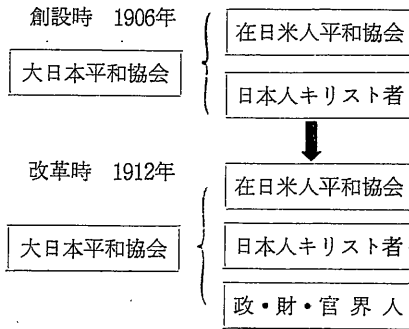 創設時 1906年
大日本平和協会
在日米人平和協会
日本人キリスト者
改革時 1912年
大日本平和協会
在日米人平和協会
日本人キリスト者
政・財・官界人